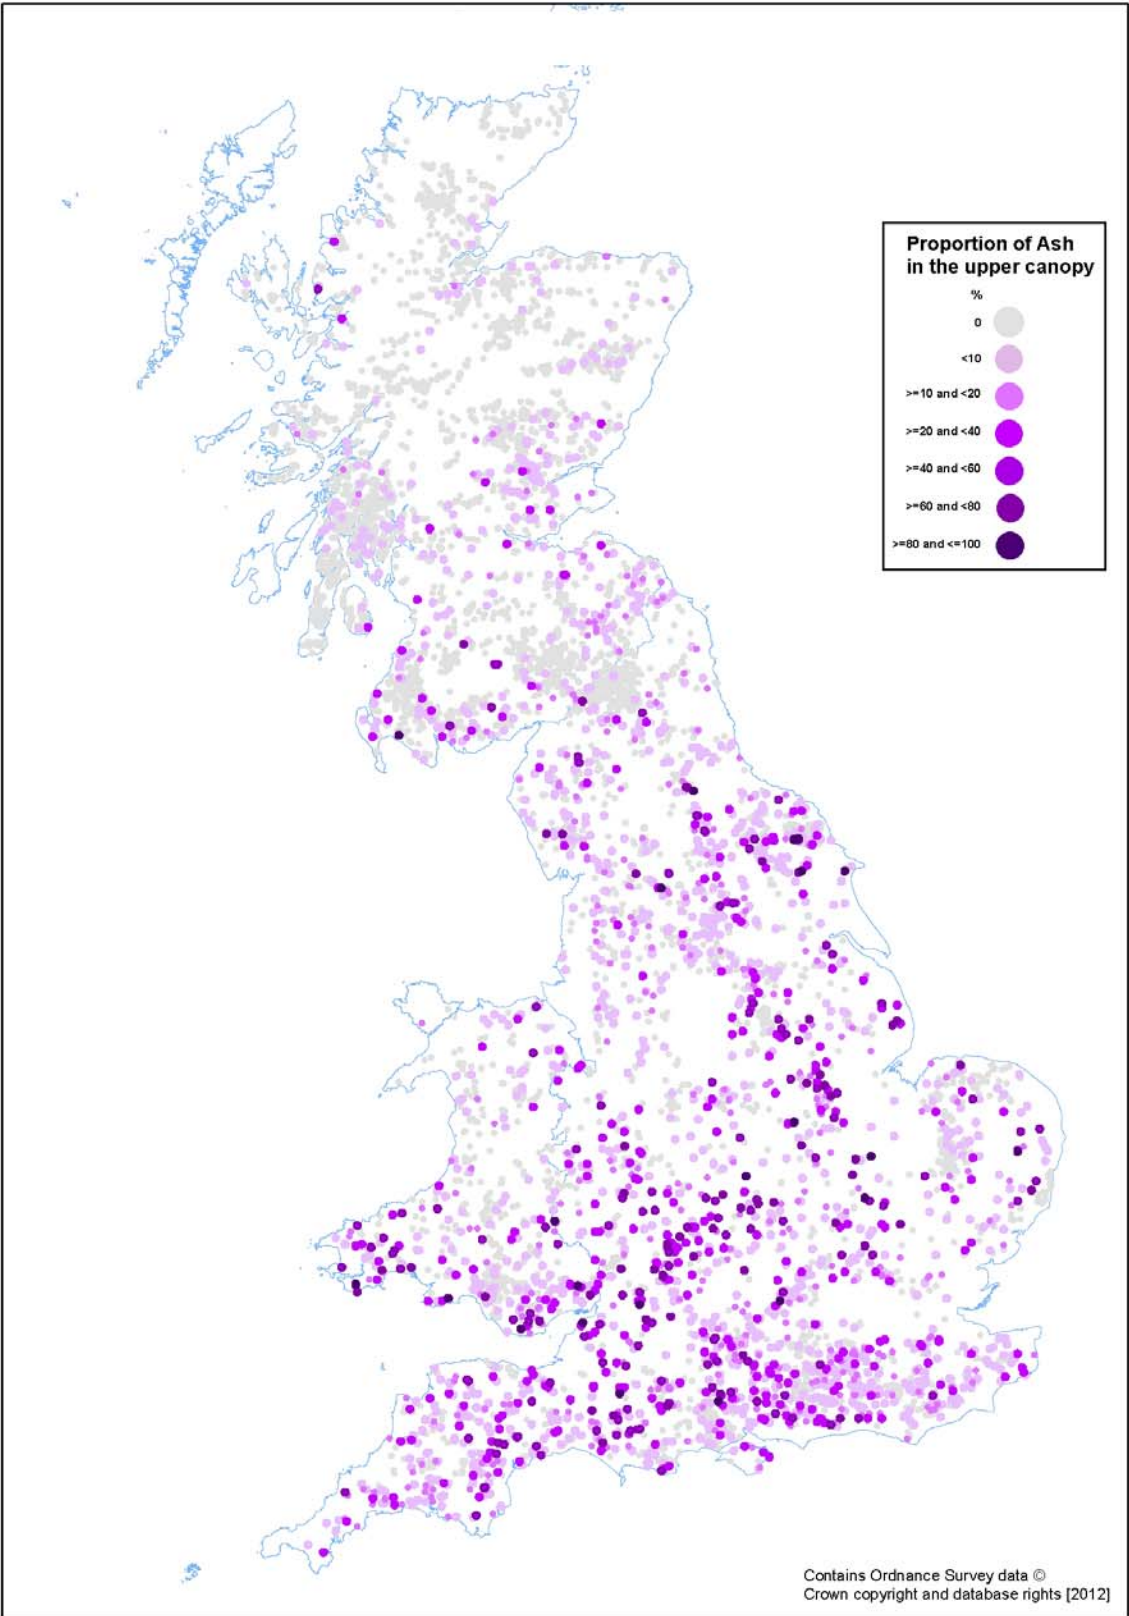 Proportion of Ash
in the upper canopy
%
0
<10
>=10 and <20
>=20 and <40
>=40 and <60
>=60 and <80
>=80 and <=100
Contains Ordnance Survey data ©
Crown copyright and database rights [2012]